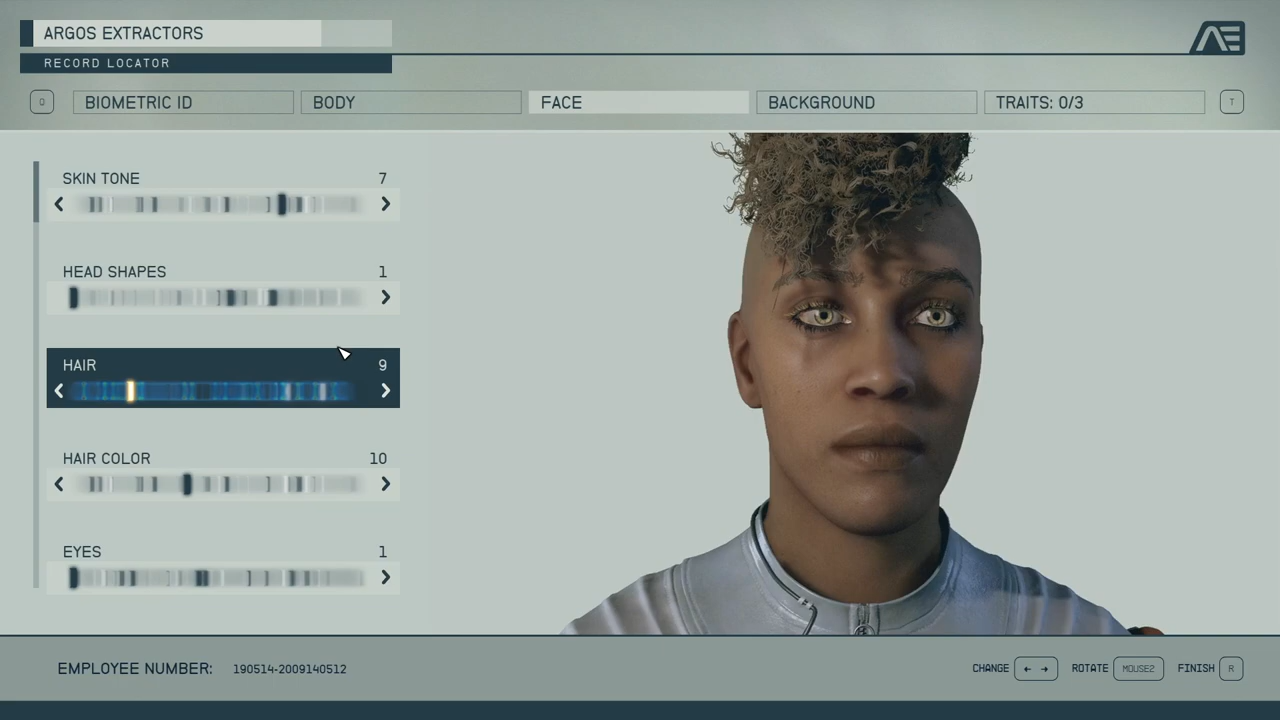 ARGOS EXTRACTORS
RECORD LOCATOR
AE
Q BIOMETRIC ID BODY FACE BACKGROUND TRAITS: 0/3 T
SKIN TONE 7
HEAD SHAPES 1
HAIR 9
HAIR COLOR 10
EYES 1
EMPLOYEE NUMBER: 190514-2009140512 CHANGE ← → ROTATE MOUSE2 FINISH R